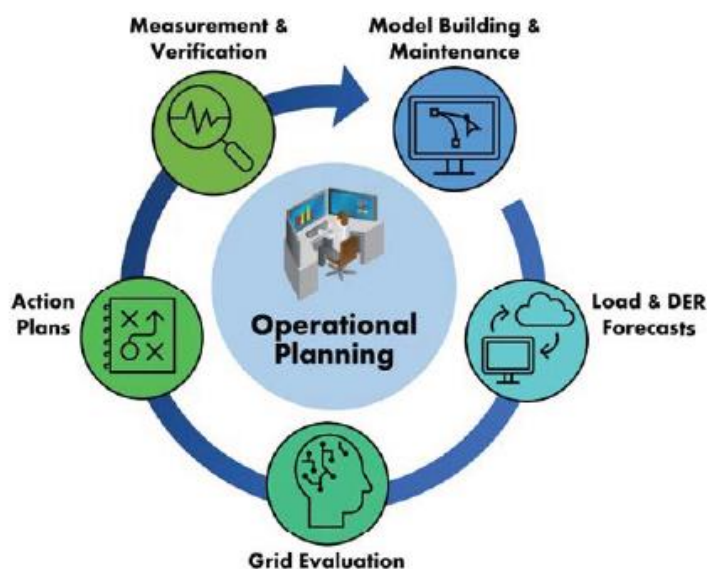 Measurement &
Verification
Model Building &
Maintenance
Load & DER
Forecasts
Grid Evaluation
Action
Plans
Operational
Planning